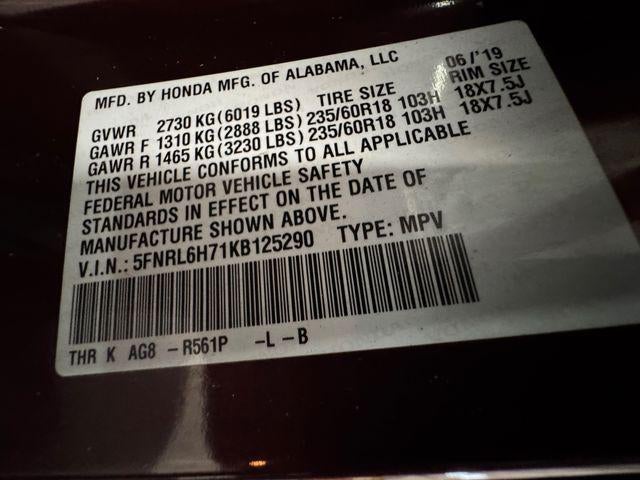 MFD. BY HONDA MFG. OF ALABAMA, LLC 06/'19
GVWR 2730 KG (6019 LBS) TIRE SIZE RIM SIZE
GAWR F 1310 KG (2888 LBS) 235/60R18 103H 18X7.5J
GAWR R 1465 KG (3230 LBS) 235/60R18 103H 18X7.5J
THIS VEHICLE CONFORMS TO ALL APPLICABLE
FEDERAL MOTOR VEHICLE SAFETY
STANDARDS IN EFFECT ON THE DATE OF
MANUFACTURE SHOWN ABOVE.
V.I.N.: 5FNRL6H71KB125290 TYPE: MPV
THR K AG8 - R561P -L -B